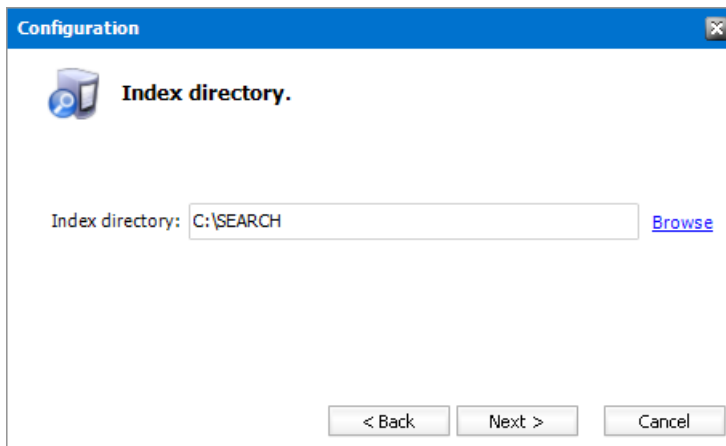 Configuration
Index directory.
Index directory: C:\SEARCH Browse
< Back Next > Cancel